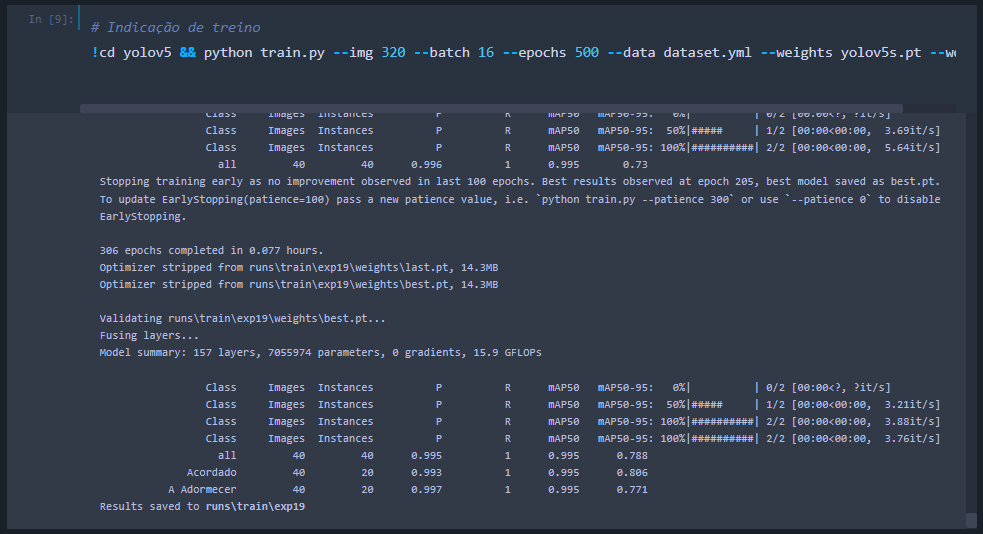 In [9]:
# Indicação de treino
!cd yolov5 && python train.py --img 320 --batch 16 --epochs 500 --data dataset.yml --weights yolov5s.pt
Class Images Instances P R mAP50 mAP50-95: 0%| | 0/2 [00:00<?, ?it/s]
Class Images Instances P R mAP50 mAP50-95: 50%|##### | 1/2 [00:00<00:00, 3.69it/s]
Class Images Instances P R mAP50 mAP50-95: 100%|##########| 2/2 [00:00<00:00, 5.64it/s]
all 40 40 0.996 1 0.995 0.73
Stopping training early as no improvement observed in last 100 epochs. Best results observed at epoch 205, best model saved as best.pt.
To update EarlyStopping(patience=100) pass a new patience value, i.e. `python train.py --patience 300` or use `--patience 0` to disable
EarlyStopping.
306 epochs completed in 0.077 hours.
Optimizer stripped from runs\train\exp19\weights\last.pt, 14.3MB
Optimizer stripped from runs\train\exp19\weights\best.pt, 14.3MB
Validating runs\train\exp19\weights\best.pt...
Fusing layers...
Model summary: 157 layers, 7055974 parameters, 0 gradients, 15.9 GFLOPs
Class Images Instances P R mAP50 mAP50-95: 0%| | 0/2 [00:00<?, ?it/s]
Class Images Instances P R mAP50 mAP50-95: 50%|##### | 1/2 [00:00<00:00, 3.21it/s]
Class Images Instances P R mAP50 mAP50-95: 100%|##########| 2/2 [00:00<00:00, 3.88it/s]
Class Images Instances P R mAP50 mAP50-95: 100%|##########| 2/2 [00:00<00:00, 3.76it/s]
all 40 40 0.995 1 0.995 0.788
Acordado 40 20 0.993 1 0.995 0.806
A Adormecer 40 20 0.997 1 0.995 0.771
Results saved to runs\train\exp19